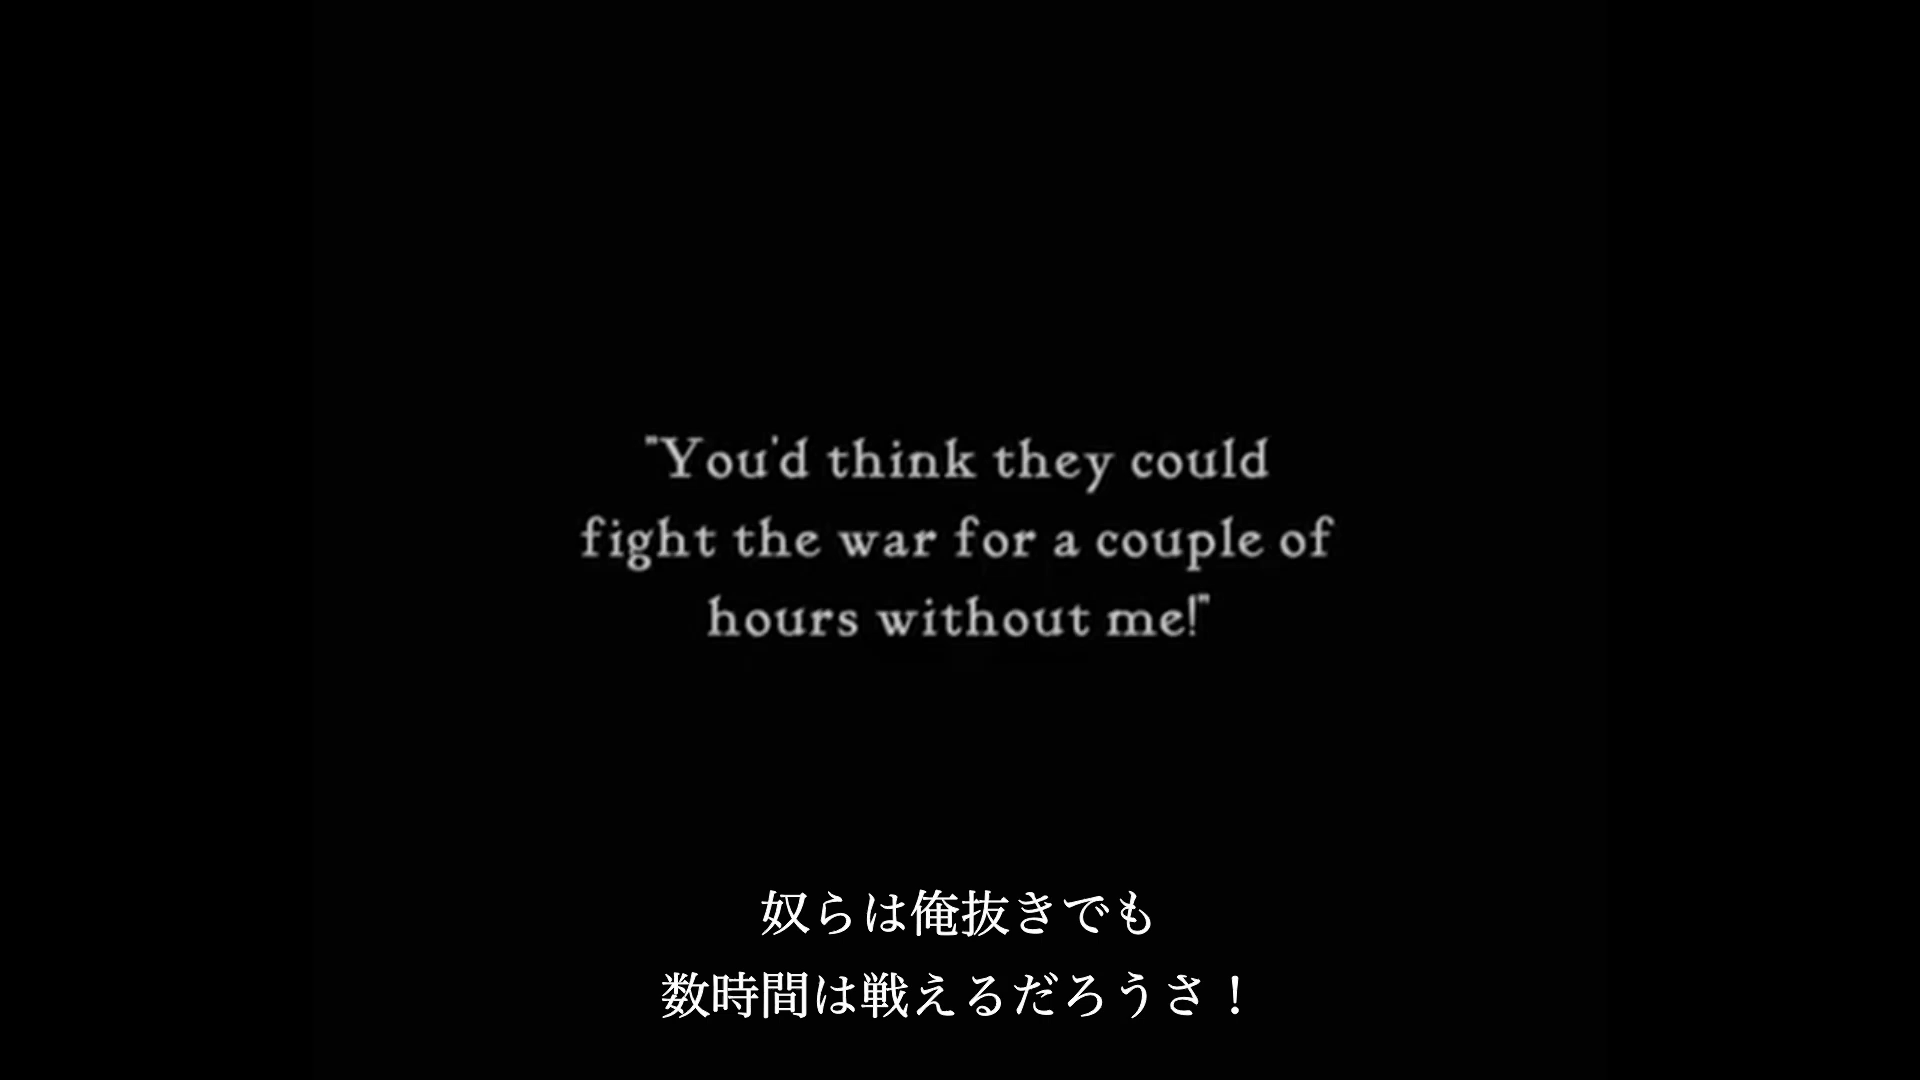 "You'd think they could
fight the war for a couple of
hours without me!"
奴らは俺抜きでも
数時間は戦えるだろうさ！